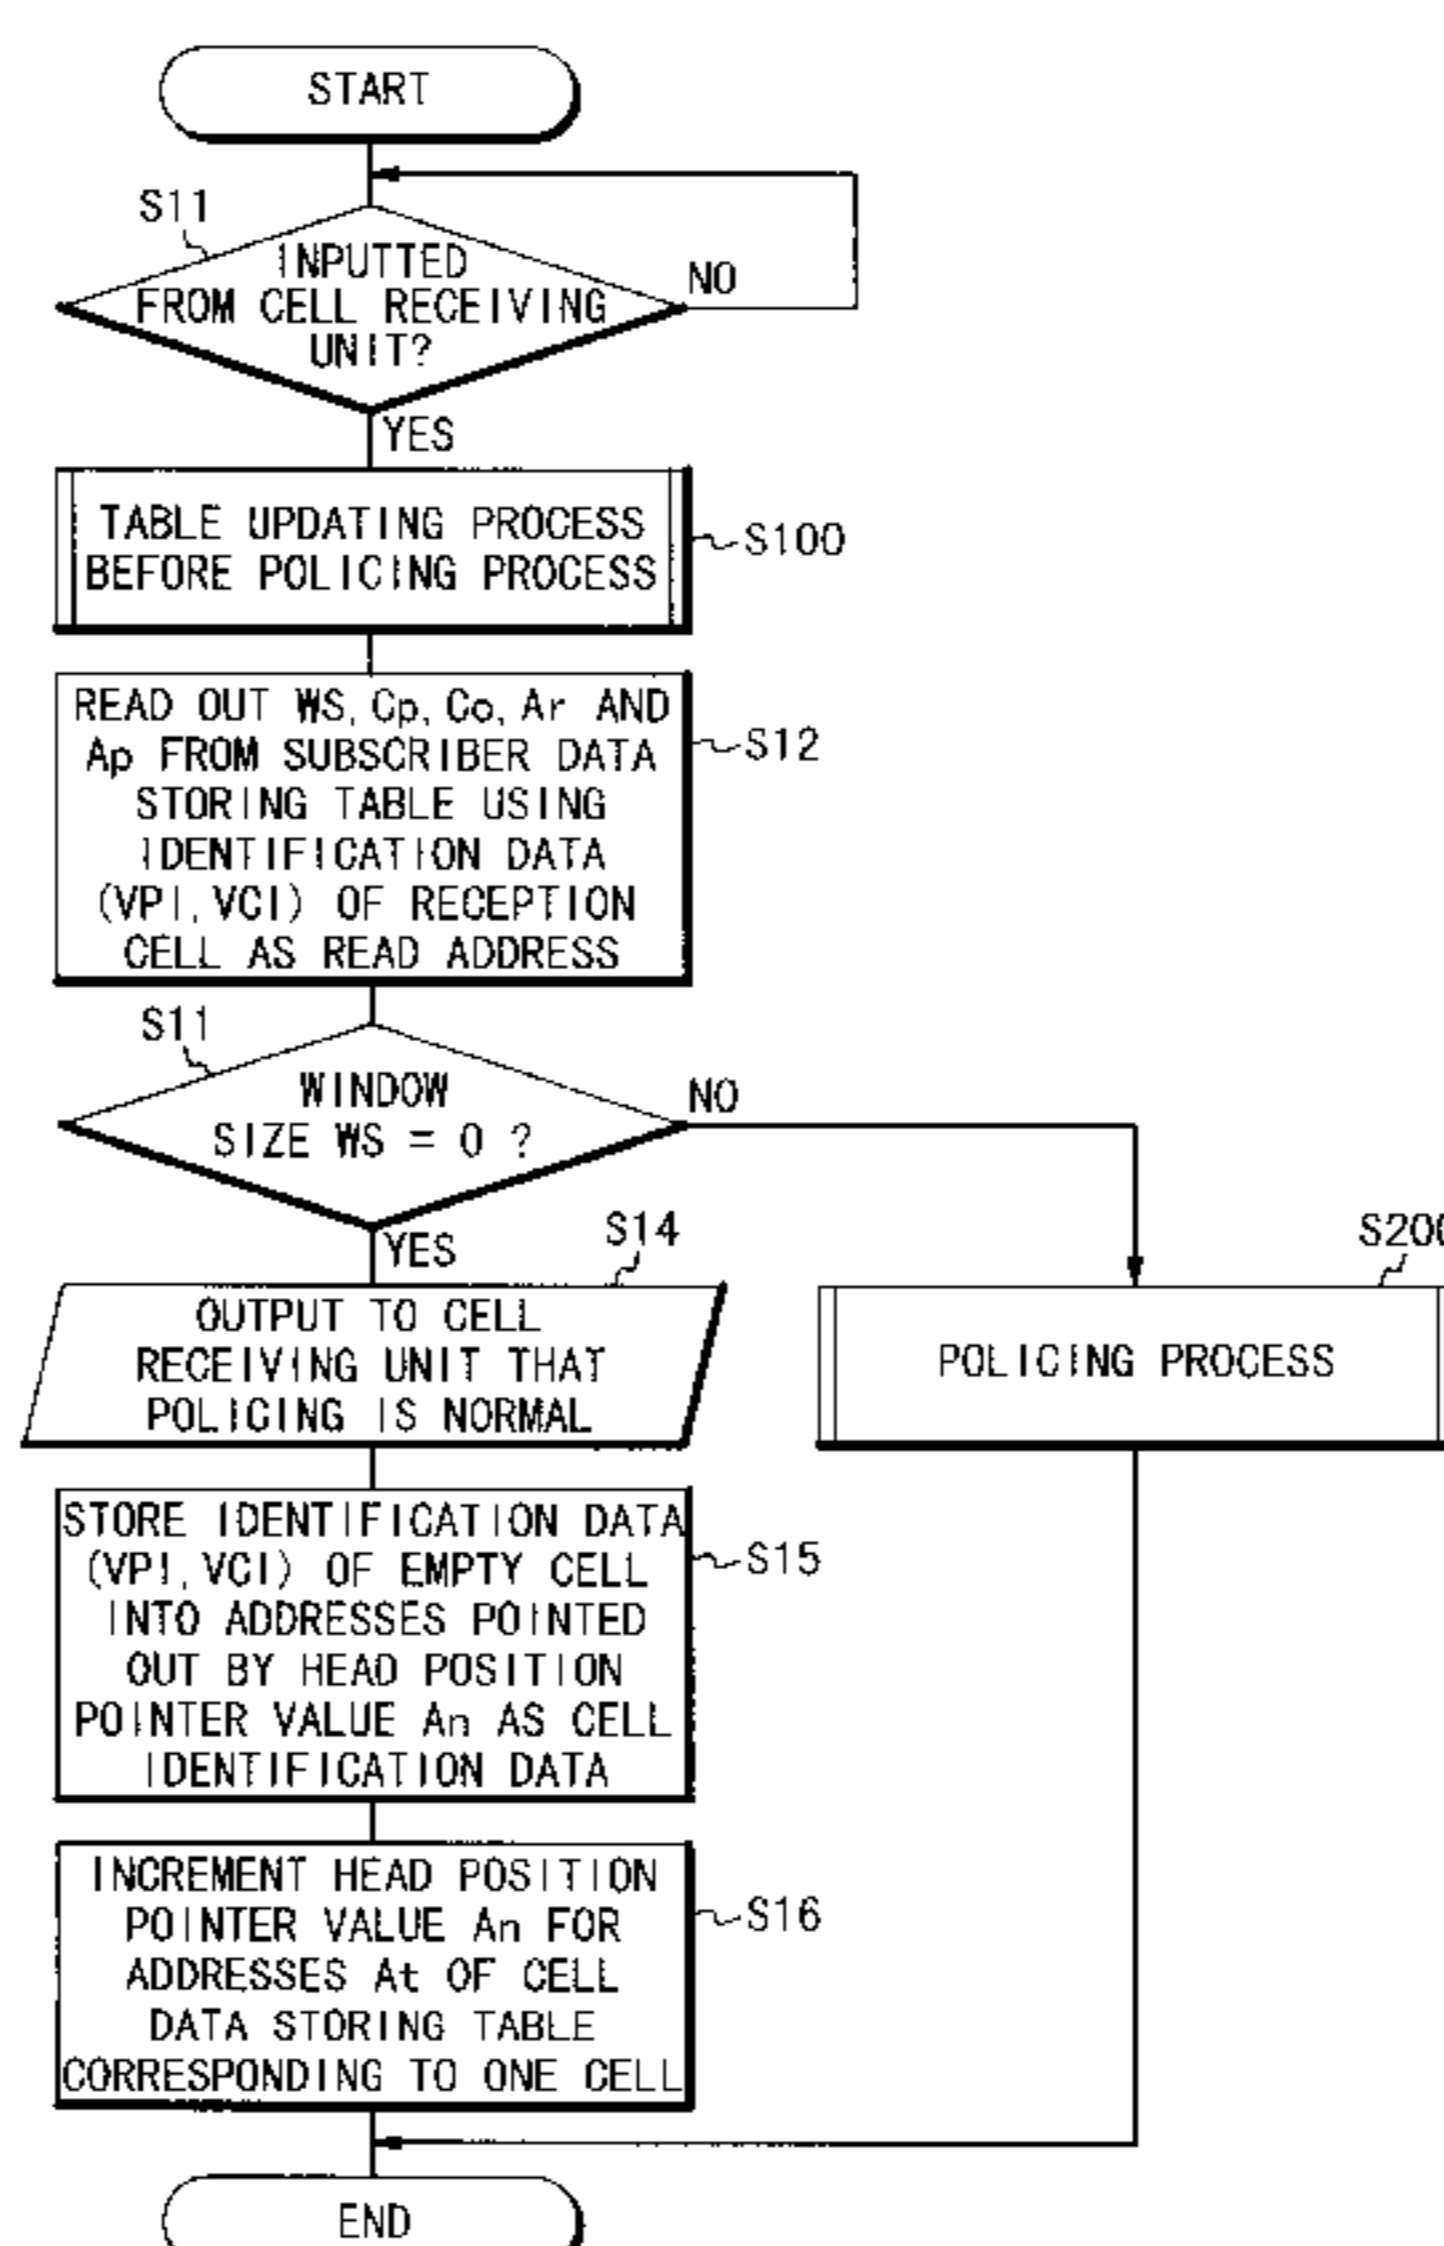 START
S11
INPUTTED
FROM CELL RECEIVING
UNIT?
NO
YES
TABLE UPDATING PROCESS
BEFORE POLICING PROCESS
S100
READ OUT WS, Cp, Co, Ar AND
Ap FROM SUBSCRIBER DATA
STORING TABLE USING
IDENTIFICATION DATA
(VPI, VCI) OF RECEPTION
CELL AS READ ADDRESS
S12
S11
WINDOW
SIZE WS = 0 ?
NO
YES
S14
OUTPUT TO CELL
RECEIVING UNIT THAT
POLICING IS NORMAL
S200
POLICING PROCESS
STORE IDENTIFICATION DATA
(VPI, VCI) OF EMPTY CELL
INTO ADDRESSES POINTED
OUT BY HEAD POSITION
POINTER VALUE An AS CELL
IDENTIFICATION DATA
S15
INCREMENT HEAD POSITION
POINTER VALUE An FOR
ADDRESSES At OF CELL
DATA STORING TABLE
CORRESPONDING TO ONE CELL
S16
END